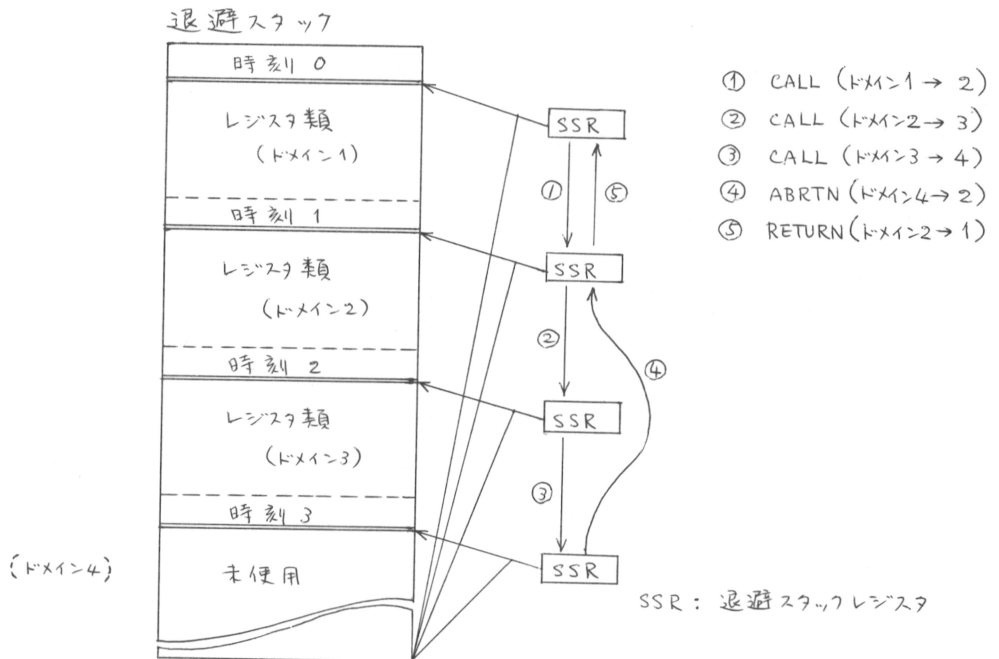 退避スタック
時刻 0
レジスタ類
(ドメイン1)
時刻 1
レジスタ類
(ドメイン2)
時刻 2
レジスタ類
(ドメイン3)
時刻 3
(ドメイン4)
未使用
SSR
① ⑤
SSR
②
④
SSR
③
SSR
① CALL (ドメイン1→2)
② CALL (ドメイン2→3)
③ CALL (ドメイン3→4)
④ ABRTN(ドメイン4→2)
⑤ RETURN(ドメイン2→1)
SSR: 退避スタックレジスタ